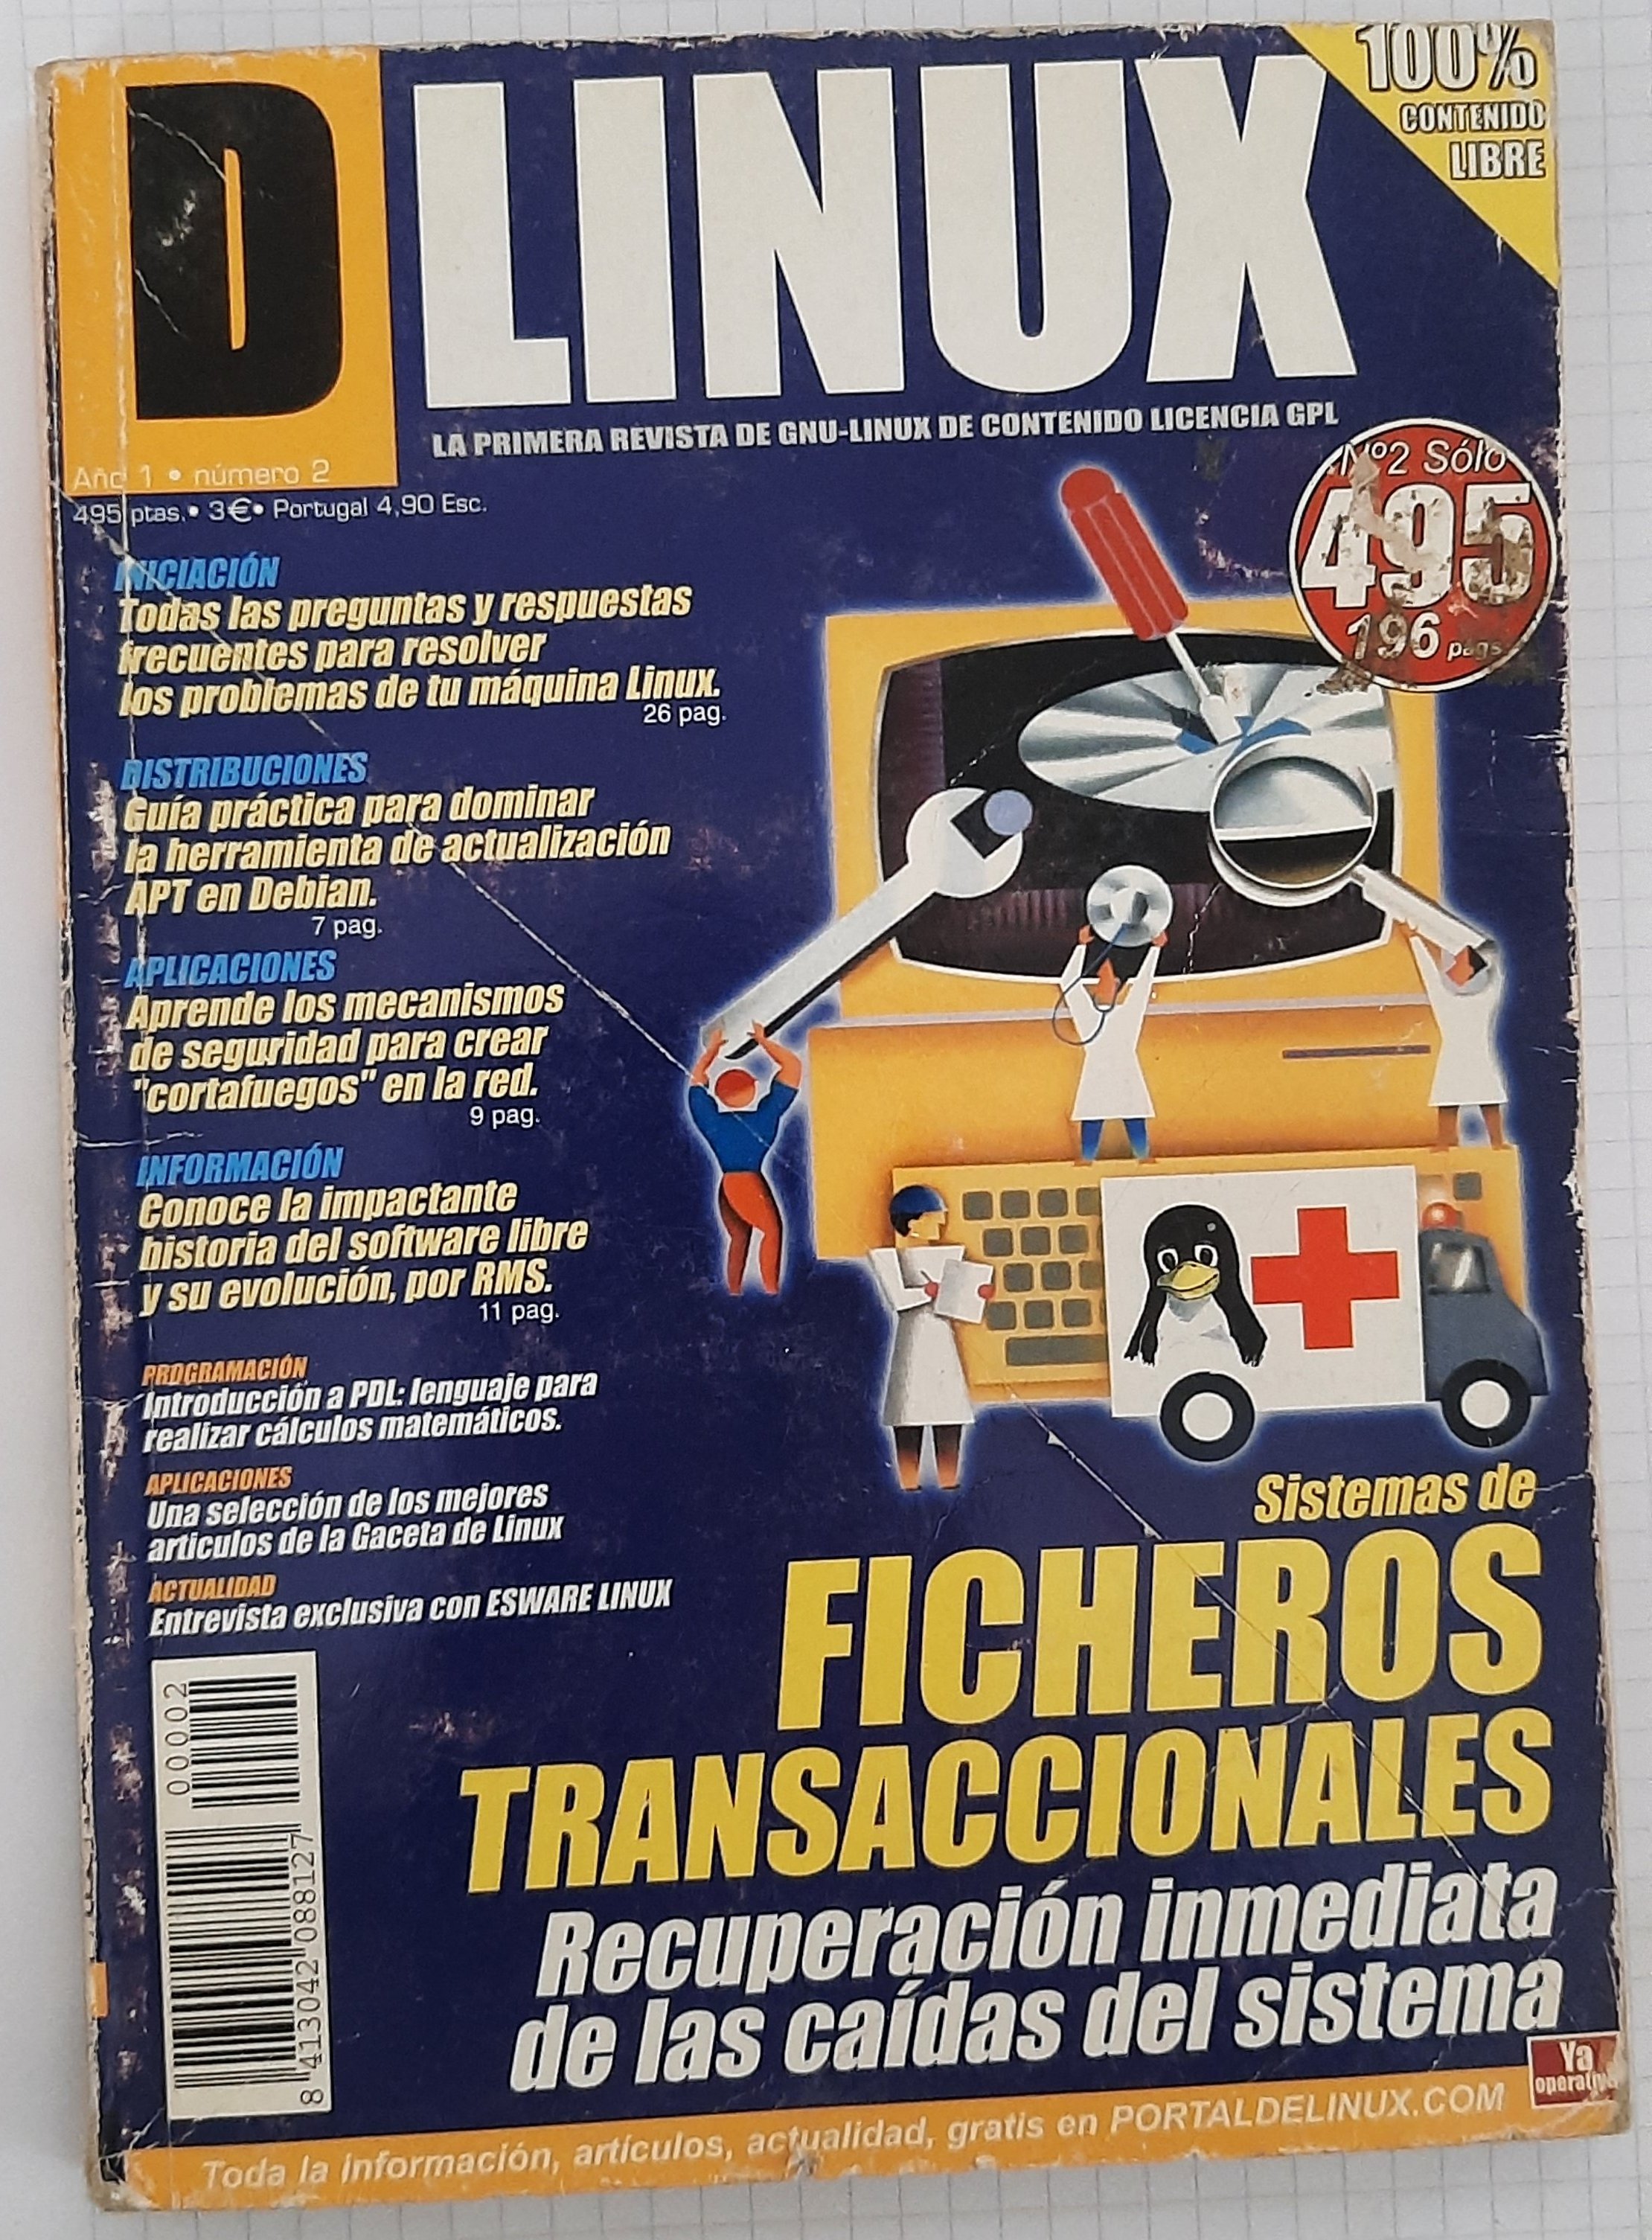 D LINUX
100%
CONTENIDO
LIBRE
LA PRIMERA REVISTA DE GNU-LINUX DE CONTENIDO LICENCIA GPL
Año 1 • número 2
495 ptas.• 3€• Portugal 4,90 Esc.
Nº2 Sólo
495
196 pags
INICIACIÓN
Todas las preguntas y respuestas
frecuentes para resolver
los problemas de tu máquina Linux.
26 pag.
DISTRIBUCIONES
Guía práctica para dominar
la herramienta de actualización
APT en Debian.
7 pag.
APLICACIONES
Aprende los mecanismos
de seguridad para crear
"cortafuegos" en la red.
9 pag.
INFORMACIÓN
Conoce la impactante
historia del software libre
y su evolución, por RMS.
11 pag.
PROGRAMACIÓN
Introducción a PDL: lenguaje para
realizar cálculos matemáticos.
APLICACIONES
Una selección de los mejores
articulos de la Gaceta de Linux
ACTUALIDAD
Entrevista exclusiva con ESWARE LINUX
Sistemas de
FICHEROS
TRANSACCIONALES
Recuperación inmediata
de las caídas del sistema
00002
8 413042 088127
Ya
operativo
Toda la información, artículos, actualidad, gratis en PORTALDELINUX.COM